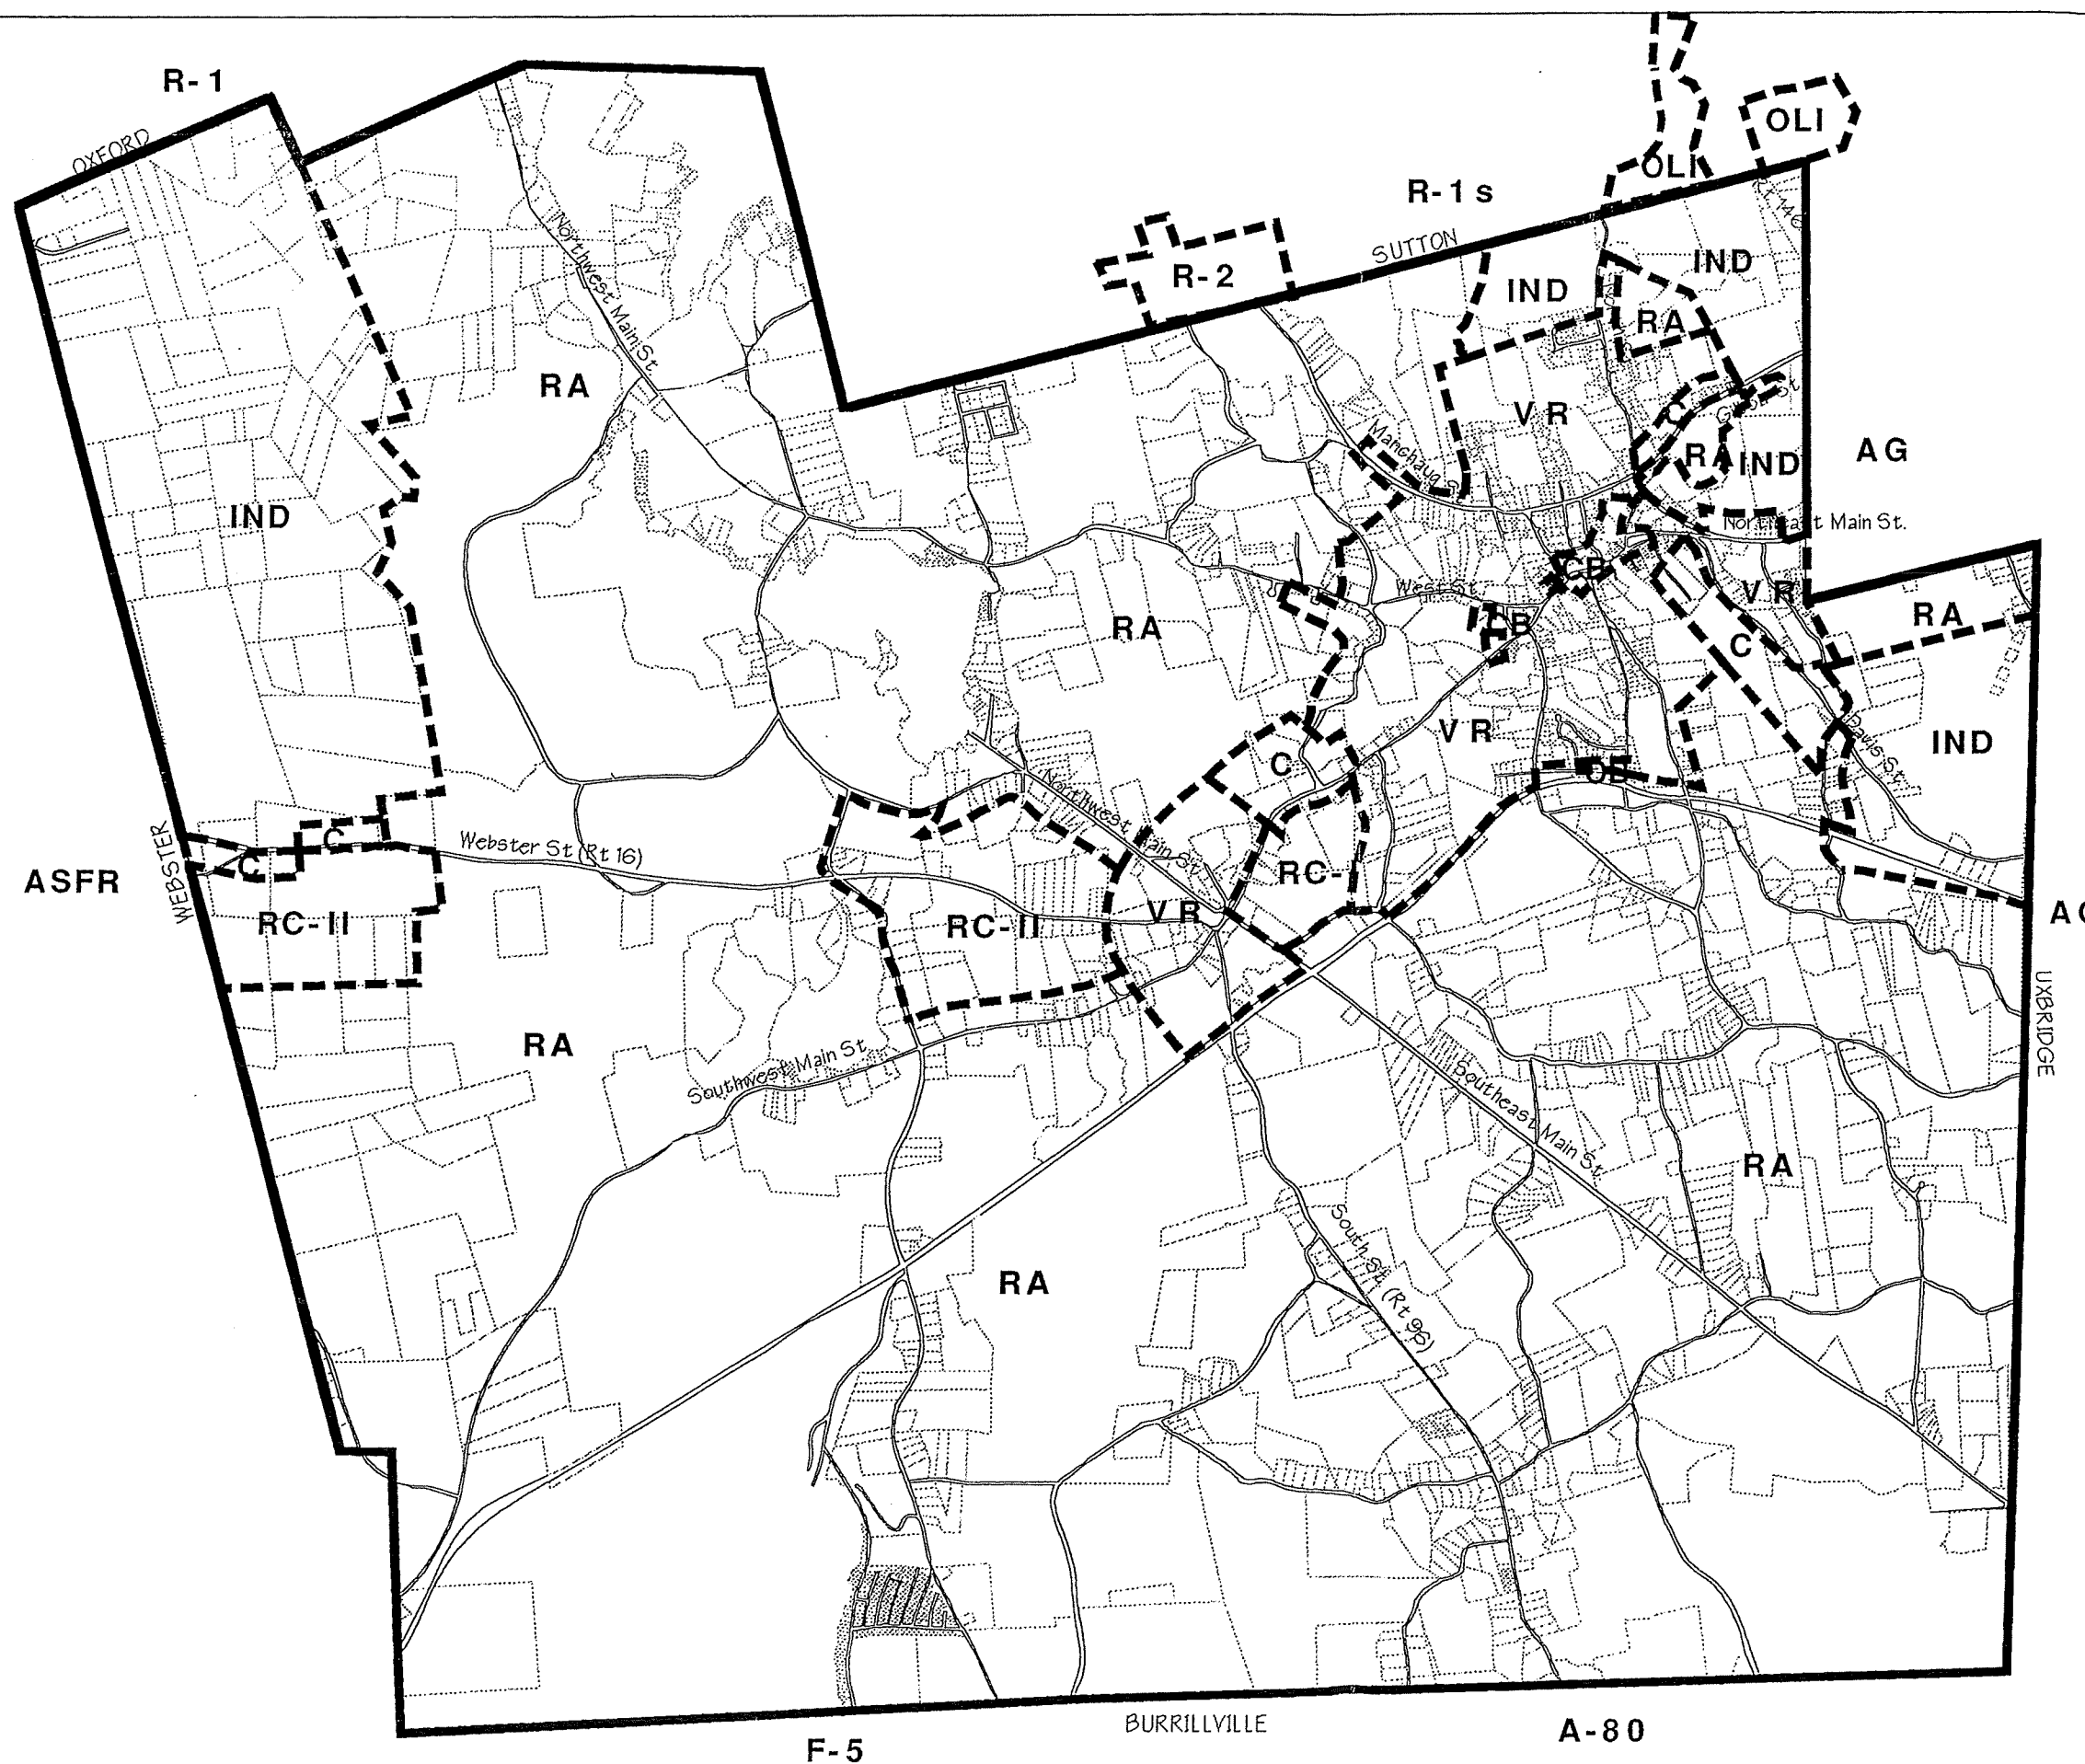 R-1
OXFORD
OLI
OLI
R-1s
SUTTON
R-2
Rt 146
IND
IND
RA
Northwest Main St
RA
VR
C
Manchaug St
RA
IND
AG
IND
Northeast Main St.
CB
West St
VR
RA
RA
CB
C
VR
IND
Davis St.
C
Northwest Main St.
C
Webster St (Rt 16)
C
ASFR
WEBSTER
RC-II
RC-II
VR
RC-I
UXBRIDGE
RA
Southwest Main St
Southeast Main St.
RA
RA
South St. (Rt 96)
BURRILLVILLE
A-80
F-5